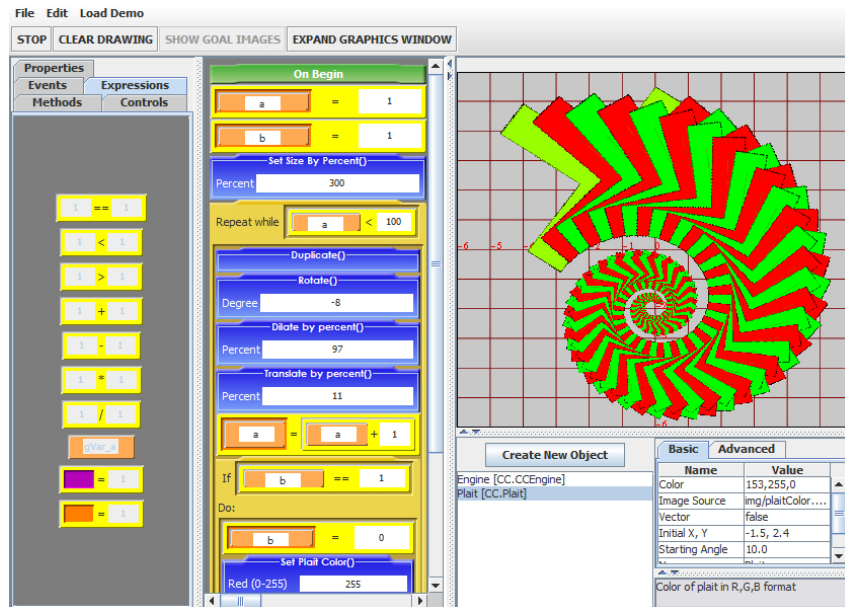 File Edit Load Demo
STOP CLEAR DRAWING SHOW GOAL IMAGES EXPAND GRAPHICS WINDOW
Properties
Events Expressions
Methods Controls
1 == 1
1 < 1
1 > 1
1 + 1
1 - 1
1 * 1
1 / 1
gVar_a
= 1
= 1
On Begin
a = 1
b = 1
Set Size By Percent()
Percent 300
Repeat while a < 100
Duplicate()
Rotate()
Degree -8
Dilate by percent()
Percent 97
Translate by percent()
Percent 11
a = a + 1
If b == 1
Do:
b = 0
Set Plait Color()
Red (0-255) 255
-6 -5 -2 -1 0
-6
Create New Object
Engine [CC.CCEngine]
Plait [CC.Plait]
Basic Advanced
Name Value
Color 153,255,0
Image Source img/plaitColor....
Vector false
Initial X, Y -1.5, 2.4
Starting Angle 10.0
Color of plait in R,G,B format